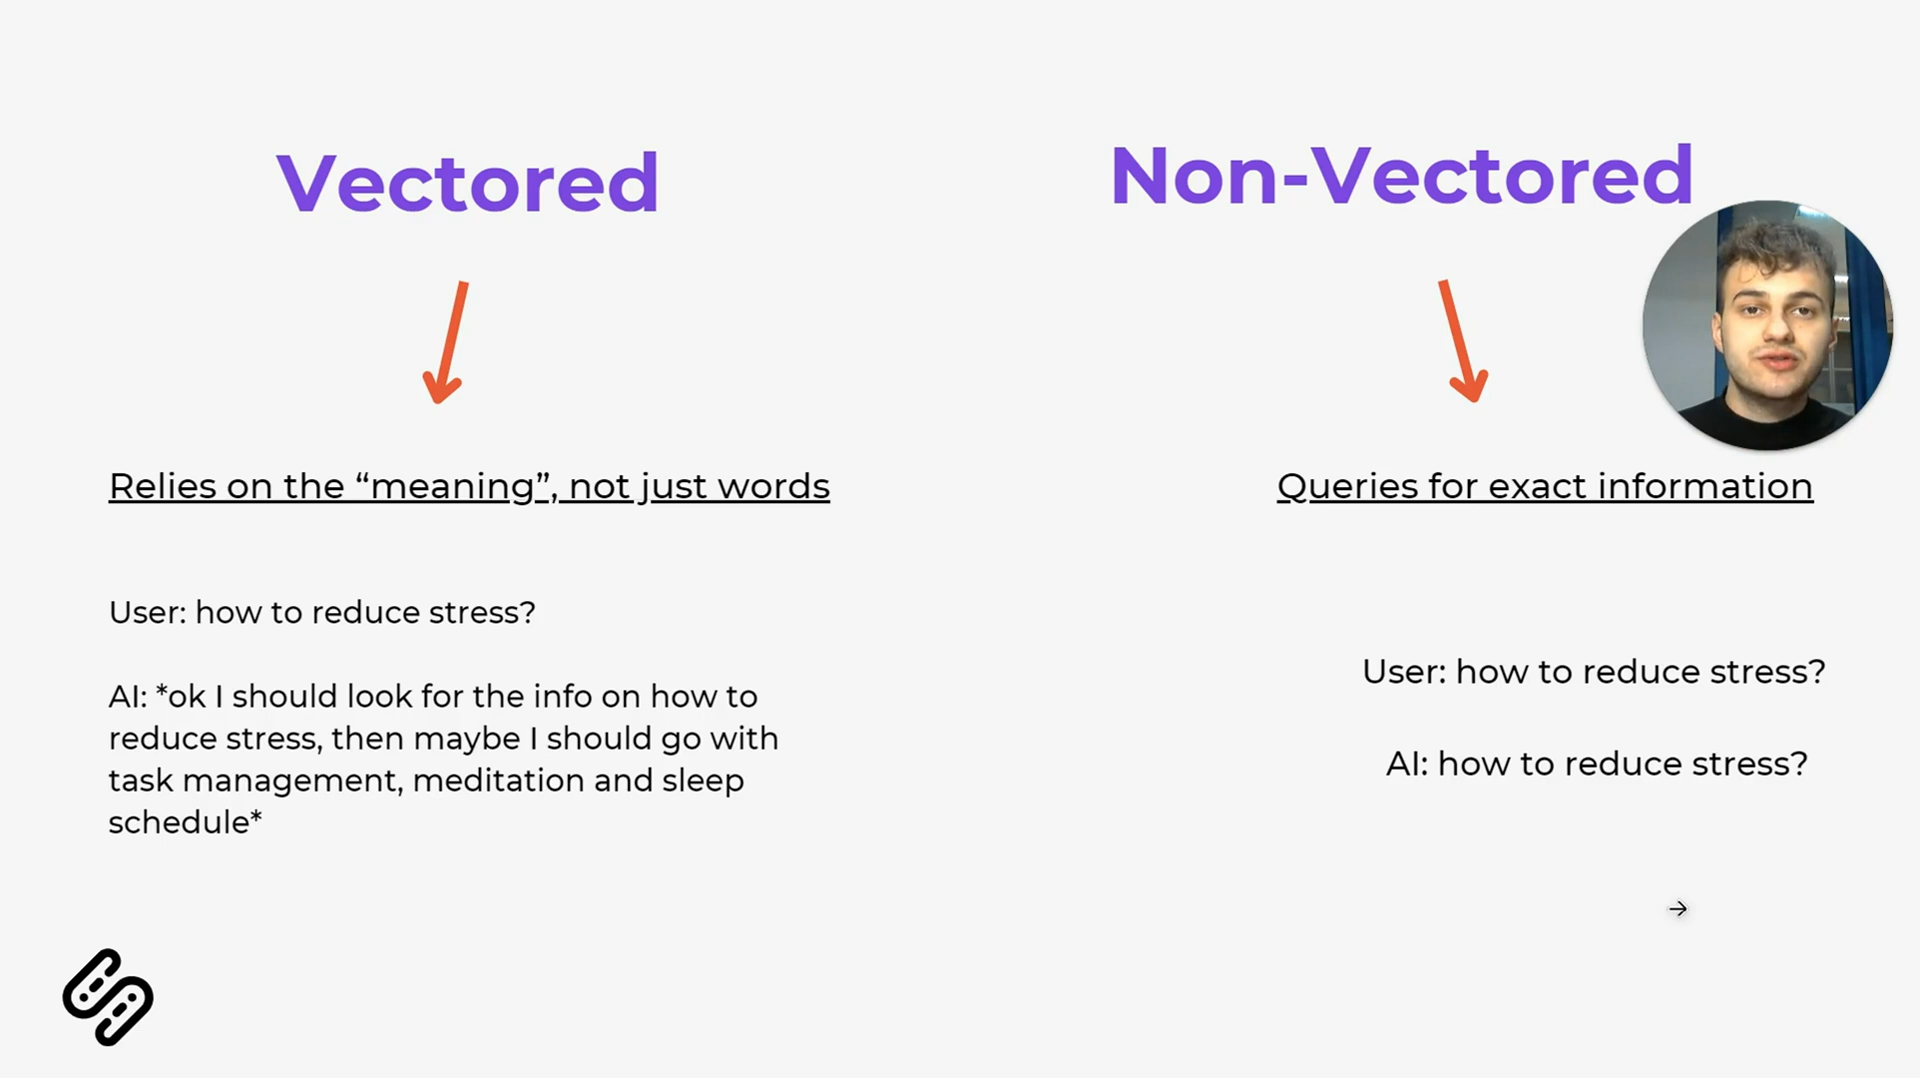 Vectored
Relies on the “meaning”, not just words
User: how to reduce stress?
AI: *ok I should look for the info on how to
reduce stress, then maybe I should go with
task management, meditation and sleep
schedule*
Non-Vectored
Queries for exact information
User: how to reduce stress?
AI: how to reduce stress?